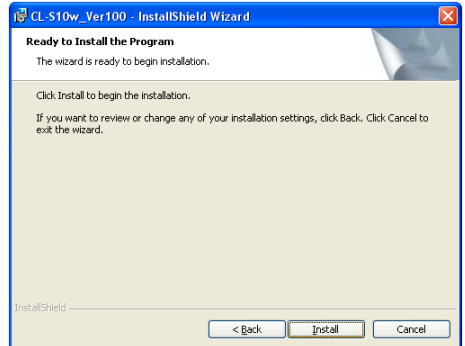 CL-S10w_Ver100 - InstallShield Wizard
Ready to Install the Program
The wizard is ready to begin installation.
Click Install to begin the installation.
If you want to review or change any of your installation settings, click Back. Click Cancel to
exit the wizard.
InstallShield
< Back Install Cancel